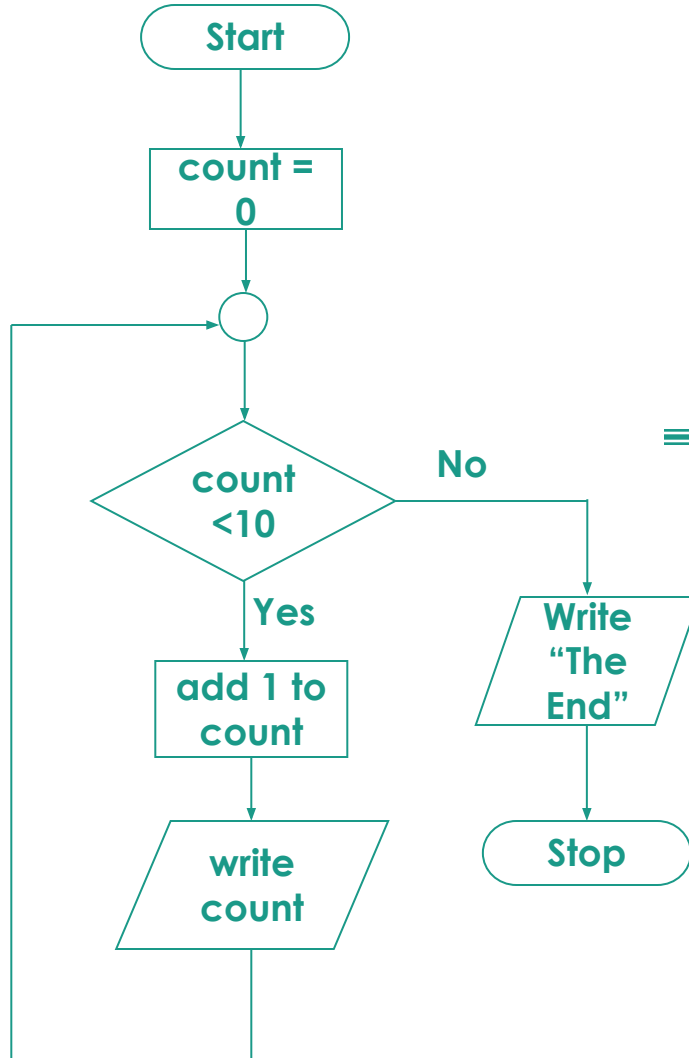 Start
count =
0
count
<10
No
Yes
add 1 to
count
Write
“The
End”
write
count
Stop